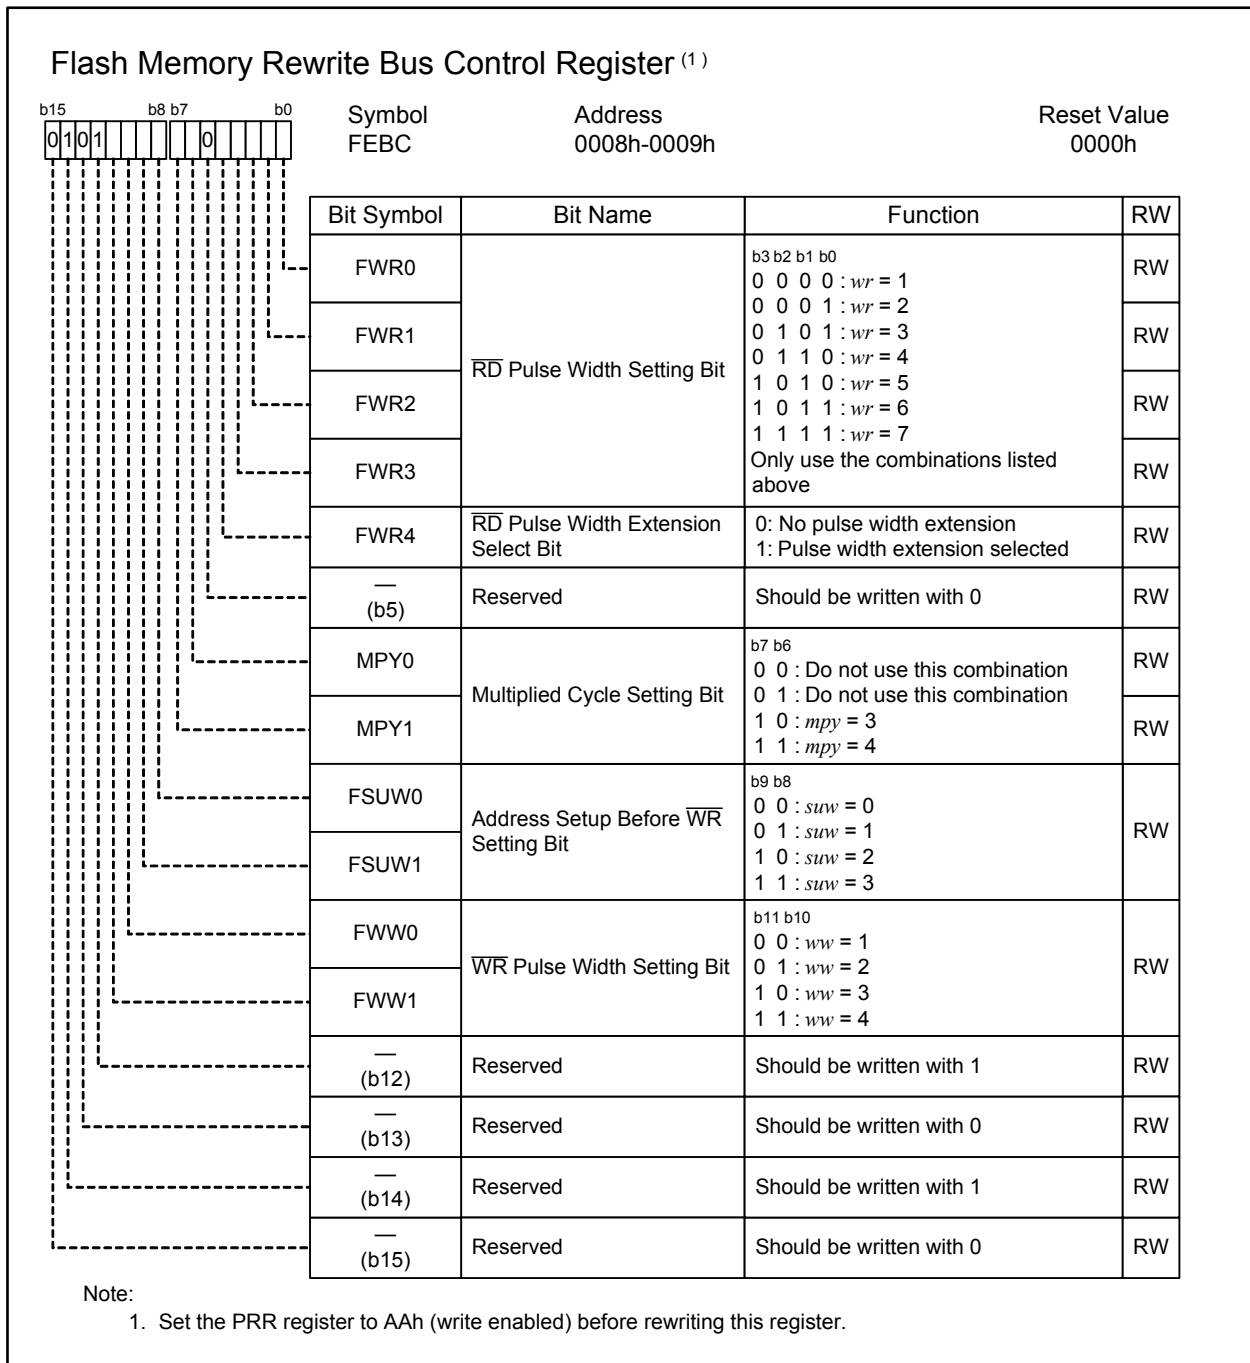 Flash Memory Rewrite Bus Control Register (1 )
b15 b8 b7 b0
0 1 0 1 0
Symbol Address Reset Value
FEBC 0008h-0009h 0000h
Bit Symbol Bit Name Function RW
FWR0 RW
FWR1 RW
FWR2 RW
FWR3 RW
RD Pulse Width Setting Bit
b3 b2 b1 b0
0 0 0 0 : wr = 1
0 0 0 1 : wr = 2
0 1 0 1 : wr = 3
0 1 1 0 : wr = 4
1 0 1 0 : wr = 5
1 0 1 1 : wr = 6
1 1 1 1 : wr = 7
Only use the combinations listed
above
FWR4 RW
RD Pulse Width Extension
Select Bit
0: No pulse width extension
1: Pulse width extension selected
—
(b5) Reserved Should be written with 0 RW
MPY0 RW
MPY1 RW
Multiplied Cycle Setting Bit
b7 b6
0 0 : Do not use this combination
0 1 : Do not use this combination
1 0 : mpy = 3
1 1 : mpy = 4
FSUW0
FSUW1
Address Setup Before WR
Setting Bit
b9 b8
0 0 : suw = 0
0 1 : suw = 1
1 0 : suw = 2
1 1 : suw = 3
RW
FWW0
FWW1
WR Pulse Width Setting Bit
b11 b10
0 0 : ww = 1
0 1 : ww = 2
1 0 : ww = 3
1 1 : ww = 4
RW
—
(b12) Reserved Should be written with 1 RW
—
(b13) Reserved Should be written with 0 RW
—
(b14) Reserved Should be written with 1 RW
—
(b15) Reserved Should be written with 0 RW
Note:
1. Set the PRR register to AAh (write enabled) before rewriting this register.